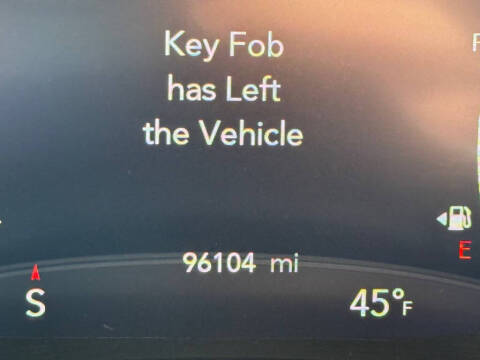 Key Fob
has Left
the Vehicle
E
96104 mi
S
45°F